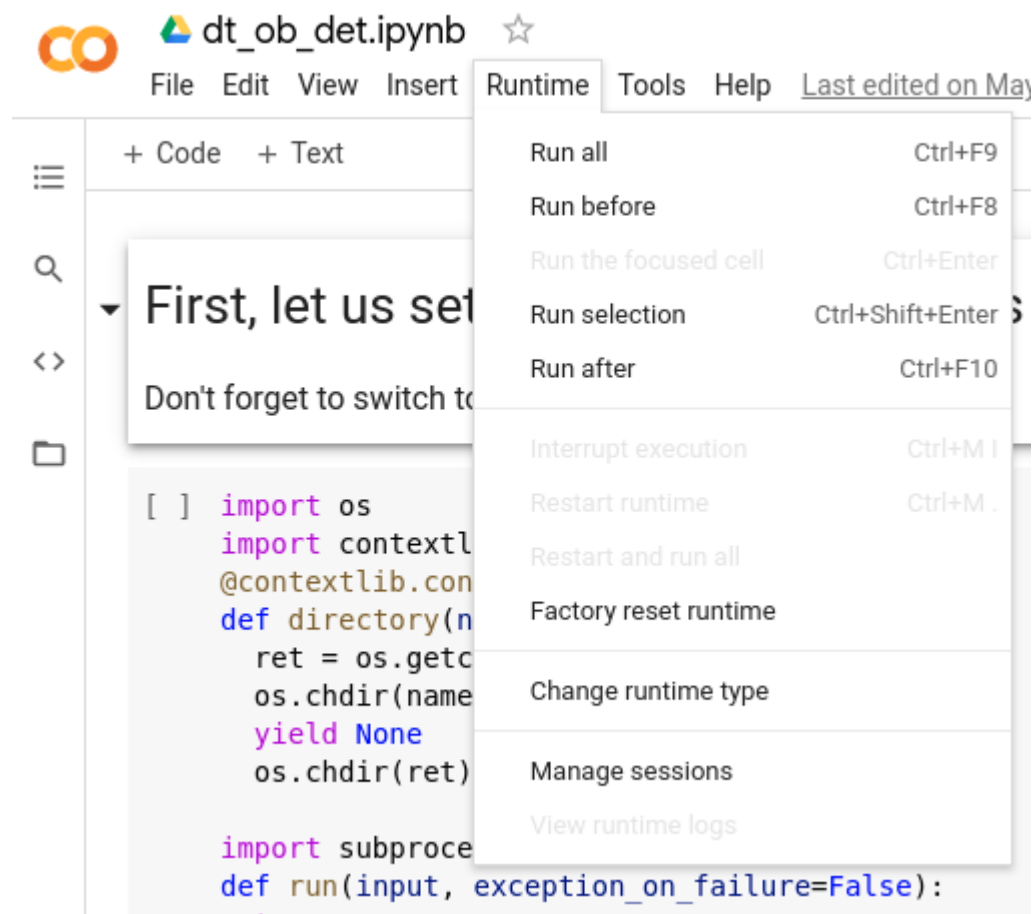 dt_ob_det.ipynb
File Edit View Insert Runtime Tools Help Last edited on May
+ Code + Text
Run all Ctrl+F9
Run before Ctrl+F8
Run the focused cell Ctrl+Enter
Run selection Ctrl+Shift+Enter
Run after Ctrl+F10
Interrupt execution Ctrl+M I
Restart runtime Ctrl+M .
Restart and run all
Factory reset runtime
Change runtime type
Manage sessions
View runtime logs
First, let us set
Don't forget to switch to
[ ] import os
import contextl
@contextlib.con
def directory(n
ret = os.getc
os.chdir(name
yield None
os.chdir(ret)
import subproce
def run(input, exception_on_failure=False):